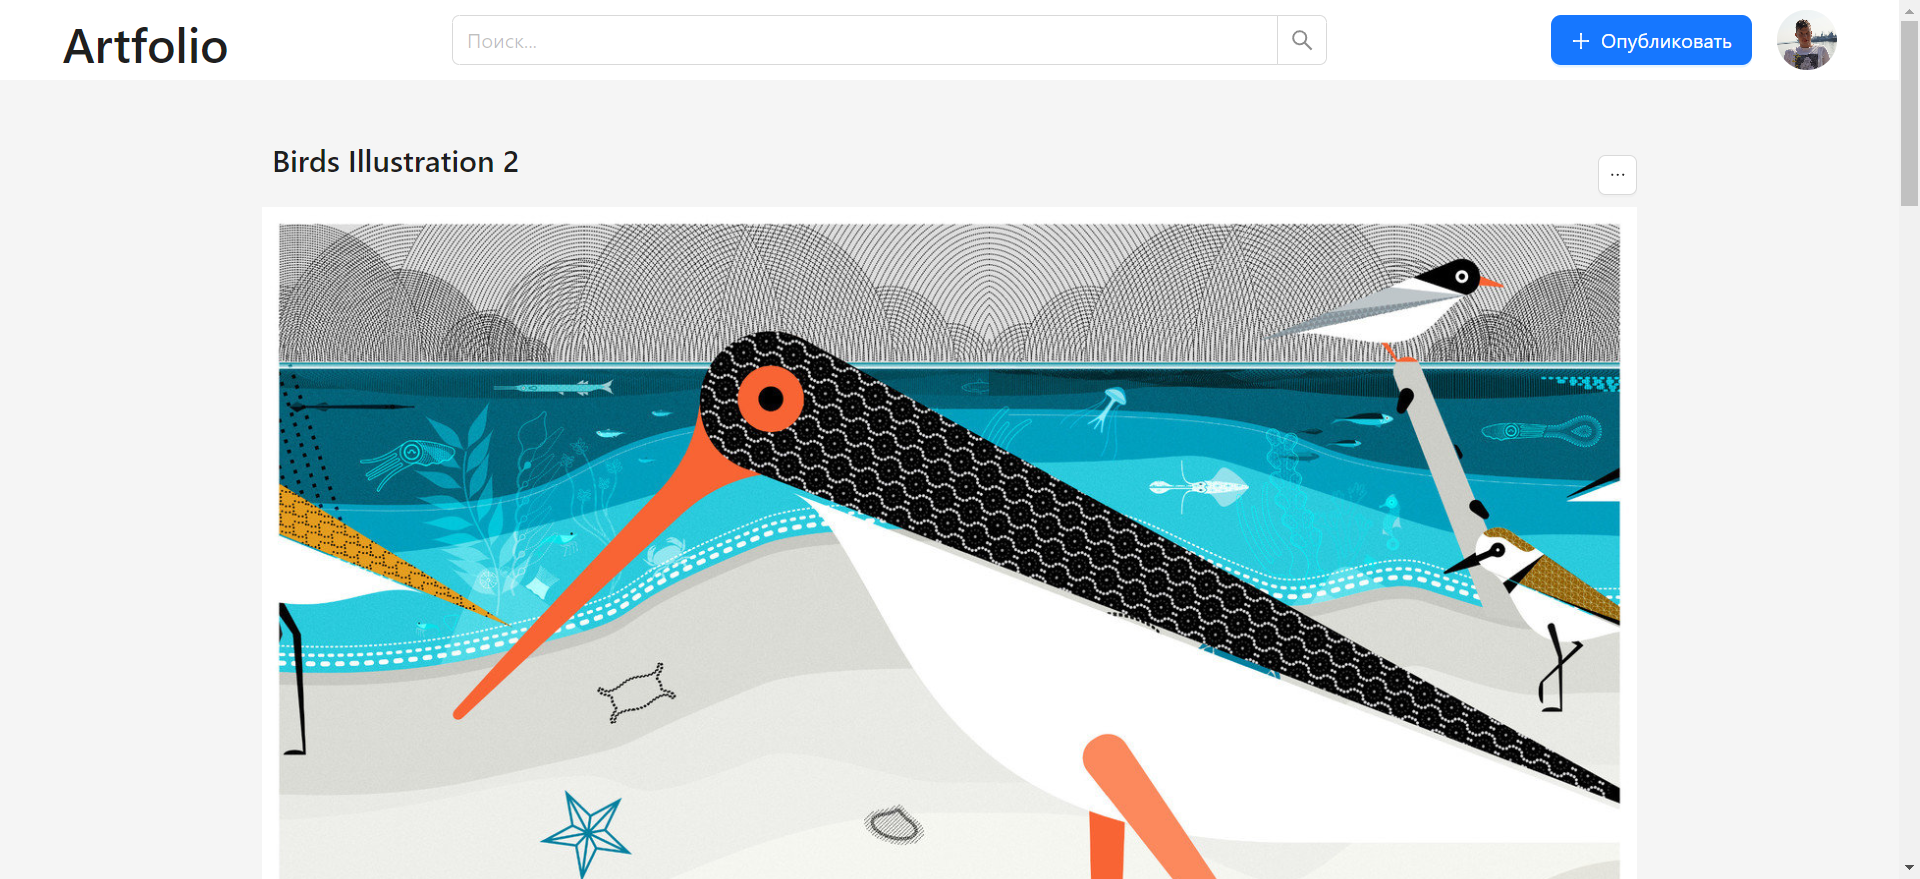 Artfolio
Поиск...
Опубликовать
Birds Illustration 2
...